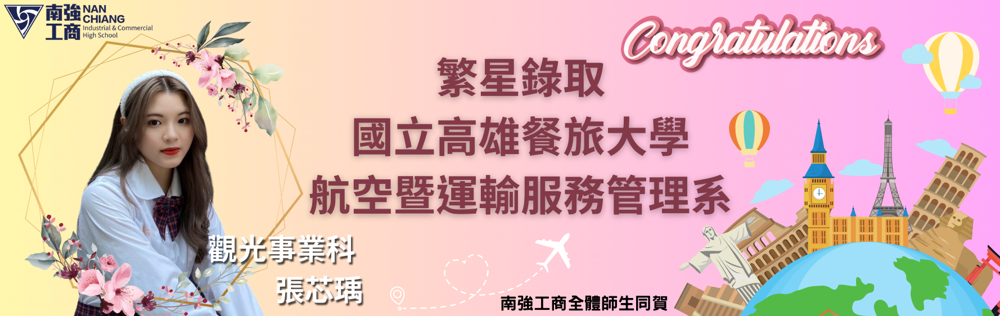 南強工商
NAN
CHIANG
Industrial & Commercial
High School
Congratulations
繁星錄取
國立高雄餐旅大學
航空暨運輸服務管理系
觀光事業科
張芯瑀
南強工商全體師生同賀